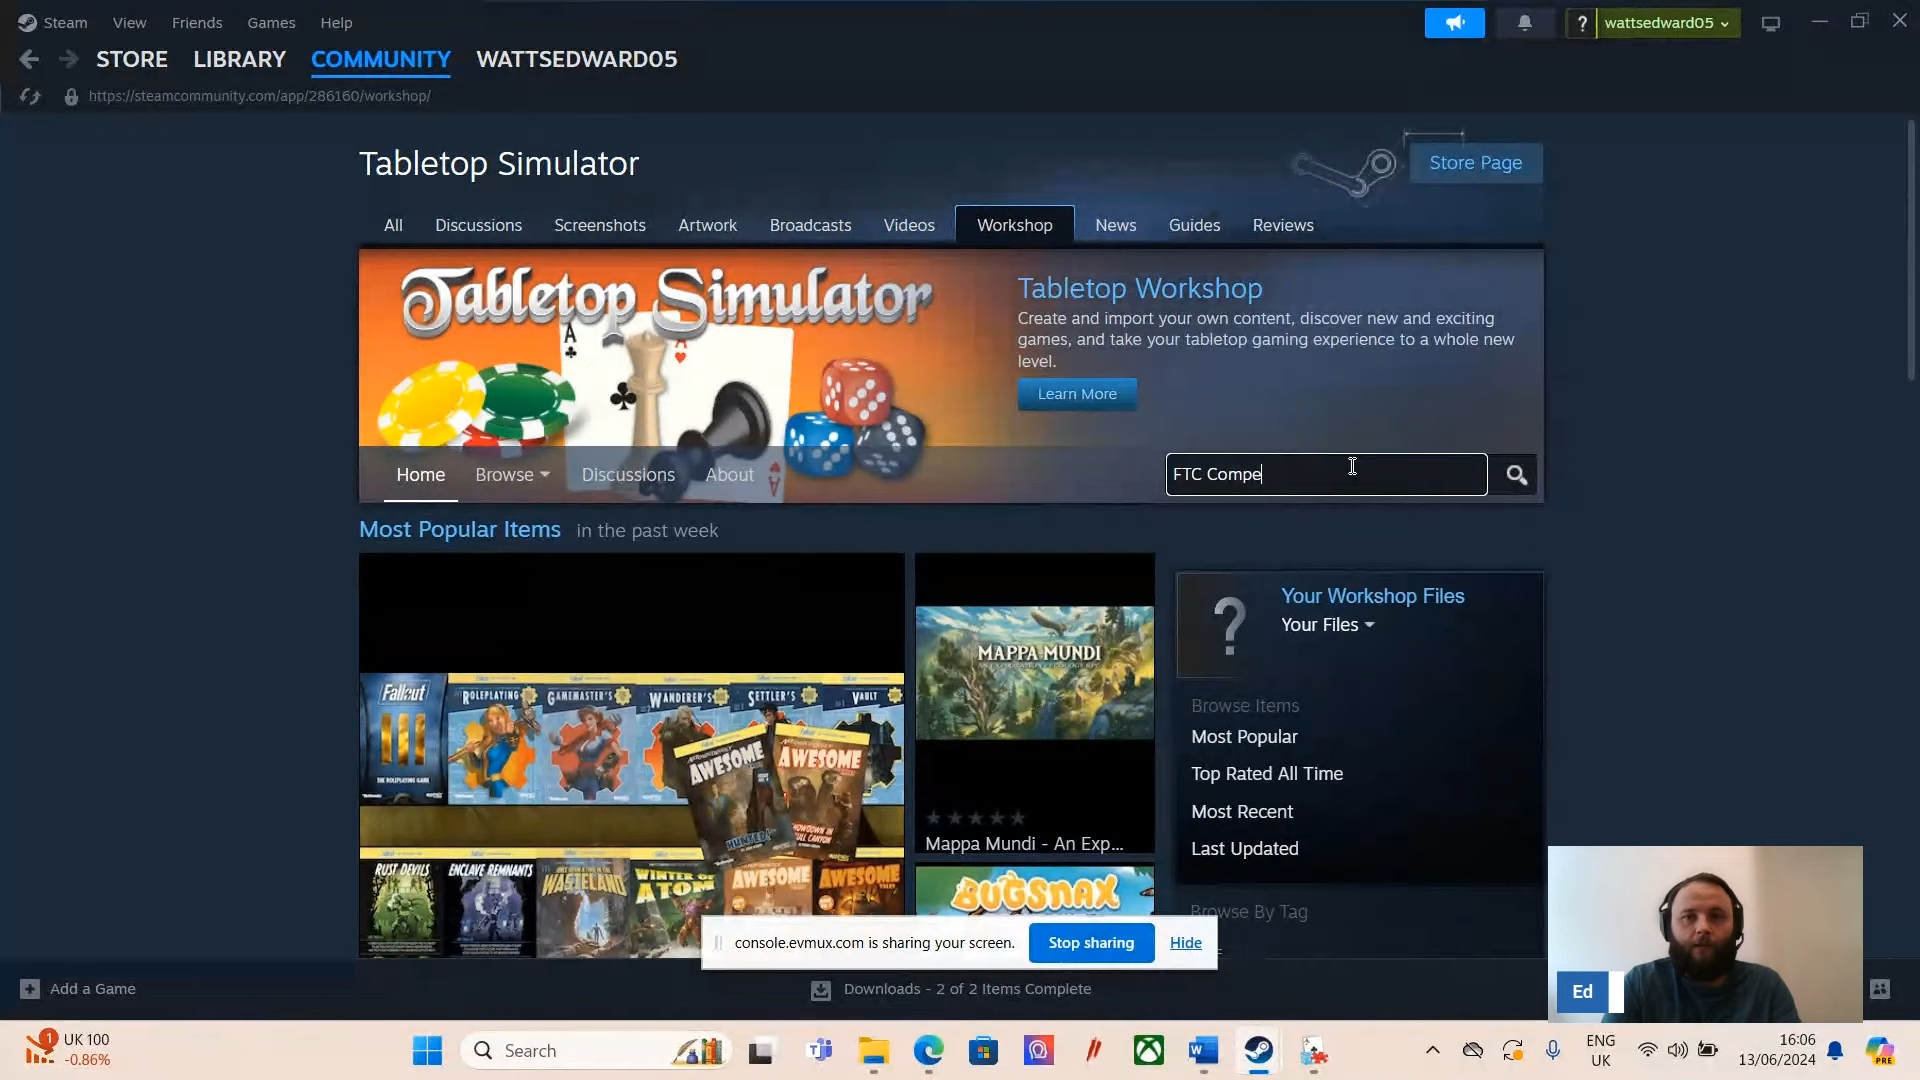 Steam View Friends Games Help
? wattsedward05
STORE LIBRARY COMMUNITY WATTSEDWARD05
https://steamcommunity.com/app/286160/workshop/
Tabletop Simulator
Store Page
All Discussions Screenshots Artwork Broadcasts Videos Workshop News Guides Reviews
Tabletop Simulator
Tabletop Workshop
Create and import your own content, discover new and exciting
games, and take your tabletop gaming experience to a whole new
level.
Learn More
Home Browse Discussions About
FTC Compe
Most Popular Items in the past week
Fallout
THE ROLEPLAYING GAME
ROLEPLAYING
GAMEMASTER'S
WANDERER'S
SETTLER'S
VAULT
AWESOME
HUNTED!
AWESOME
RUST DEVILS
ENCLAVE REMNANTS
WASTELAND
WINTER OF
ATOM
AWESOME
AWESOME
MAPPA MUNDI
Mappa Mundi - An Exp...
BUGSNAX
Your Workshop Files
Your Files
Browse Items
Most Popular
Top Rated All Time
Most Recent
Last Updated
Browse By Tag
console.evmux.com is sharing your screen. Stop sharing Hide
Ed
Add a Game
Downloads - 2 of 2 Items Complete
1
UK 100
-0.86%
Search
ENG
UK
16:06
13/06/2024
PRE